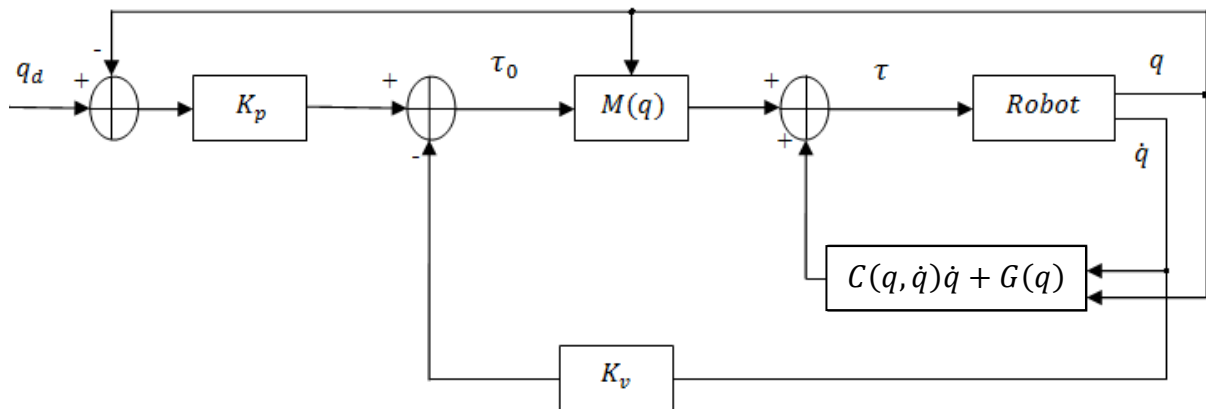 -
q_d
+
K_p
+
-
τ_0
M(q)
+
+
τ
Robot
q
q̇
C(q, q̇)q̇ + G(q)
K_v